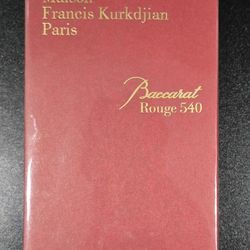 Maison
Francis Kurkdjian
Paris
Baccarat
Rouge 540